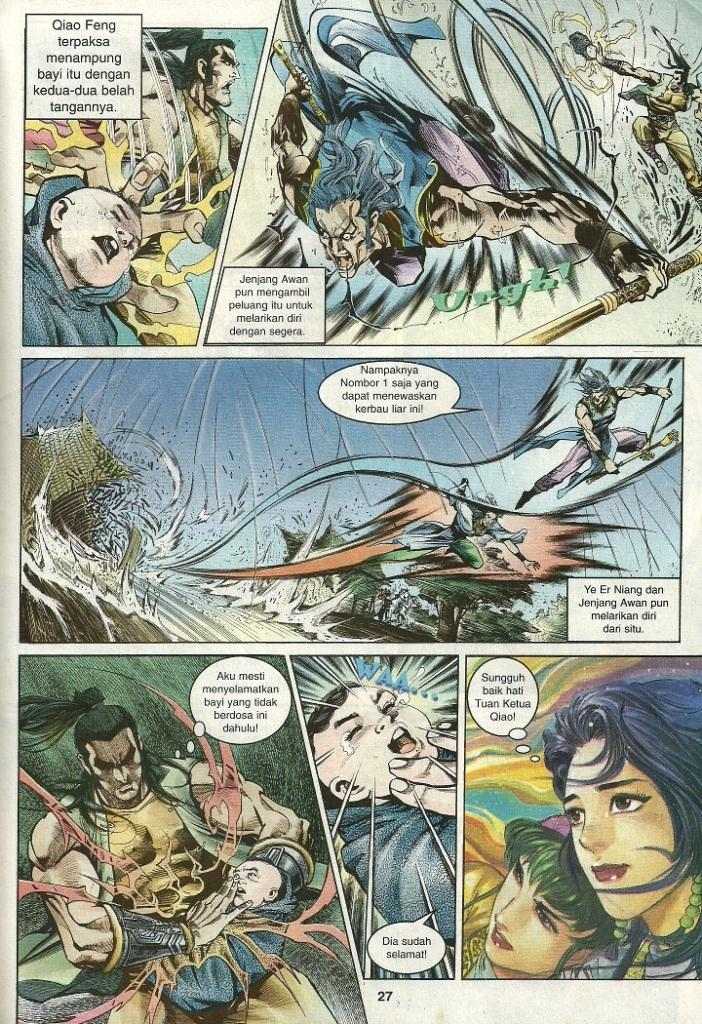 Qiao Feng
terpaksa
menampung
bayi itu dengan
kedua-dua belah
tangannya.
Jenjang Awan
pun mengambil
peluang itu untuk
melarikan diri
dengan segera.
Urgh!
Nampaknya
Nombor 1 saja yang
dapat menewaskan
kerbau liar ini!
Ye Er Niang dan
Jenjang Awan pun
melarikan diri
dari situ.
Aku mesti
menyelamatkan
bayi yang tidak
berdosa ini
dahulu!
WAA...
Dia sudah
selamat!
Sungguh
baik hati
Tuan Ketua
Qiao!
27